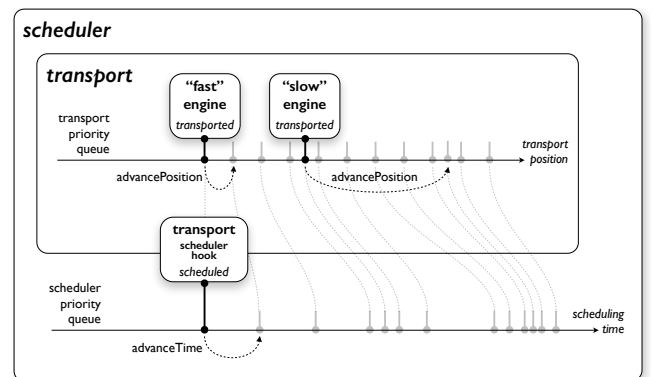 scheduler
transport
“fast”
engine
transported
“slow”
engine
transported
transport
priority
queue
transport
position
advancePosition
advancePosition
transport
scheduler
hook
scheduled
scheduler
priority
queue
scheduling
time
advanceTime